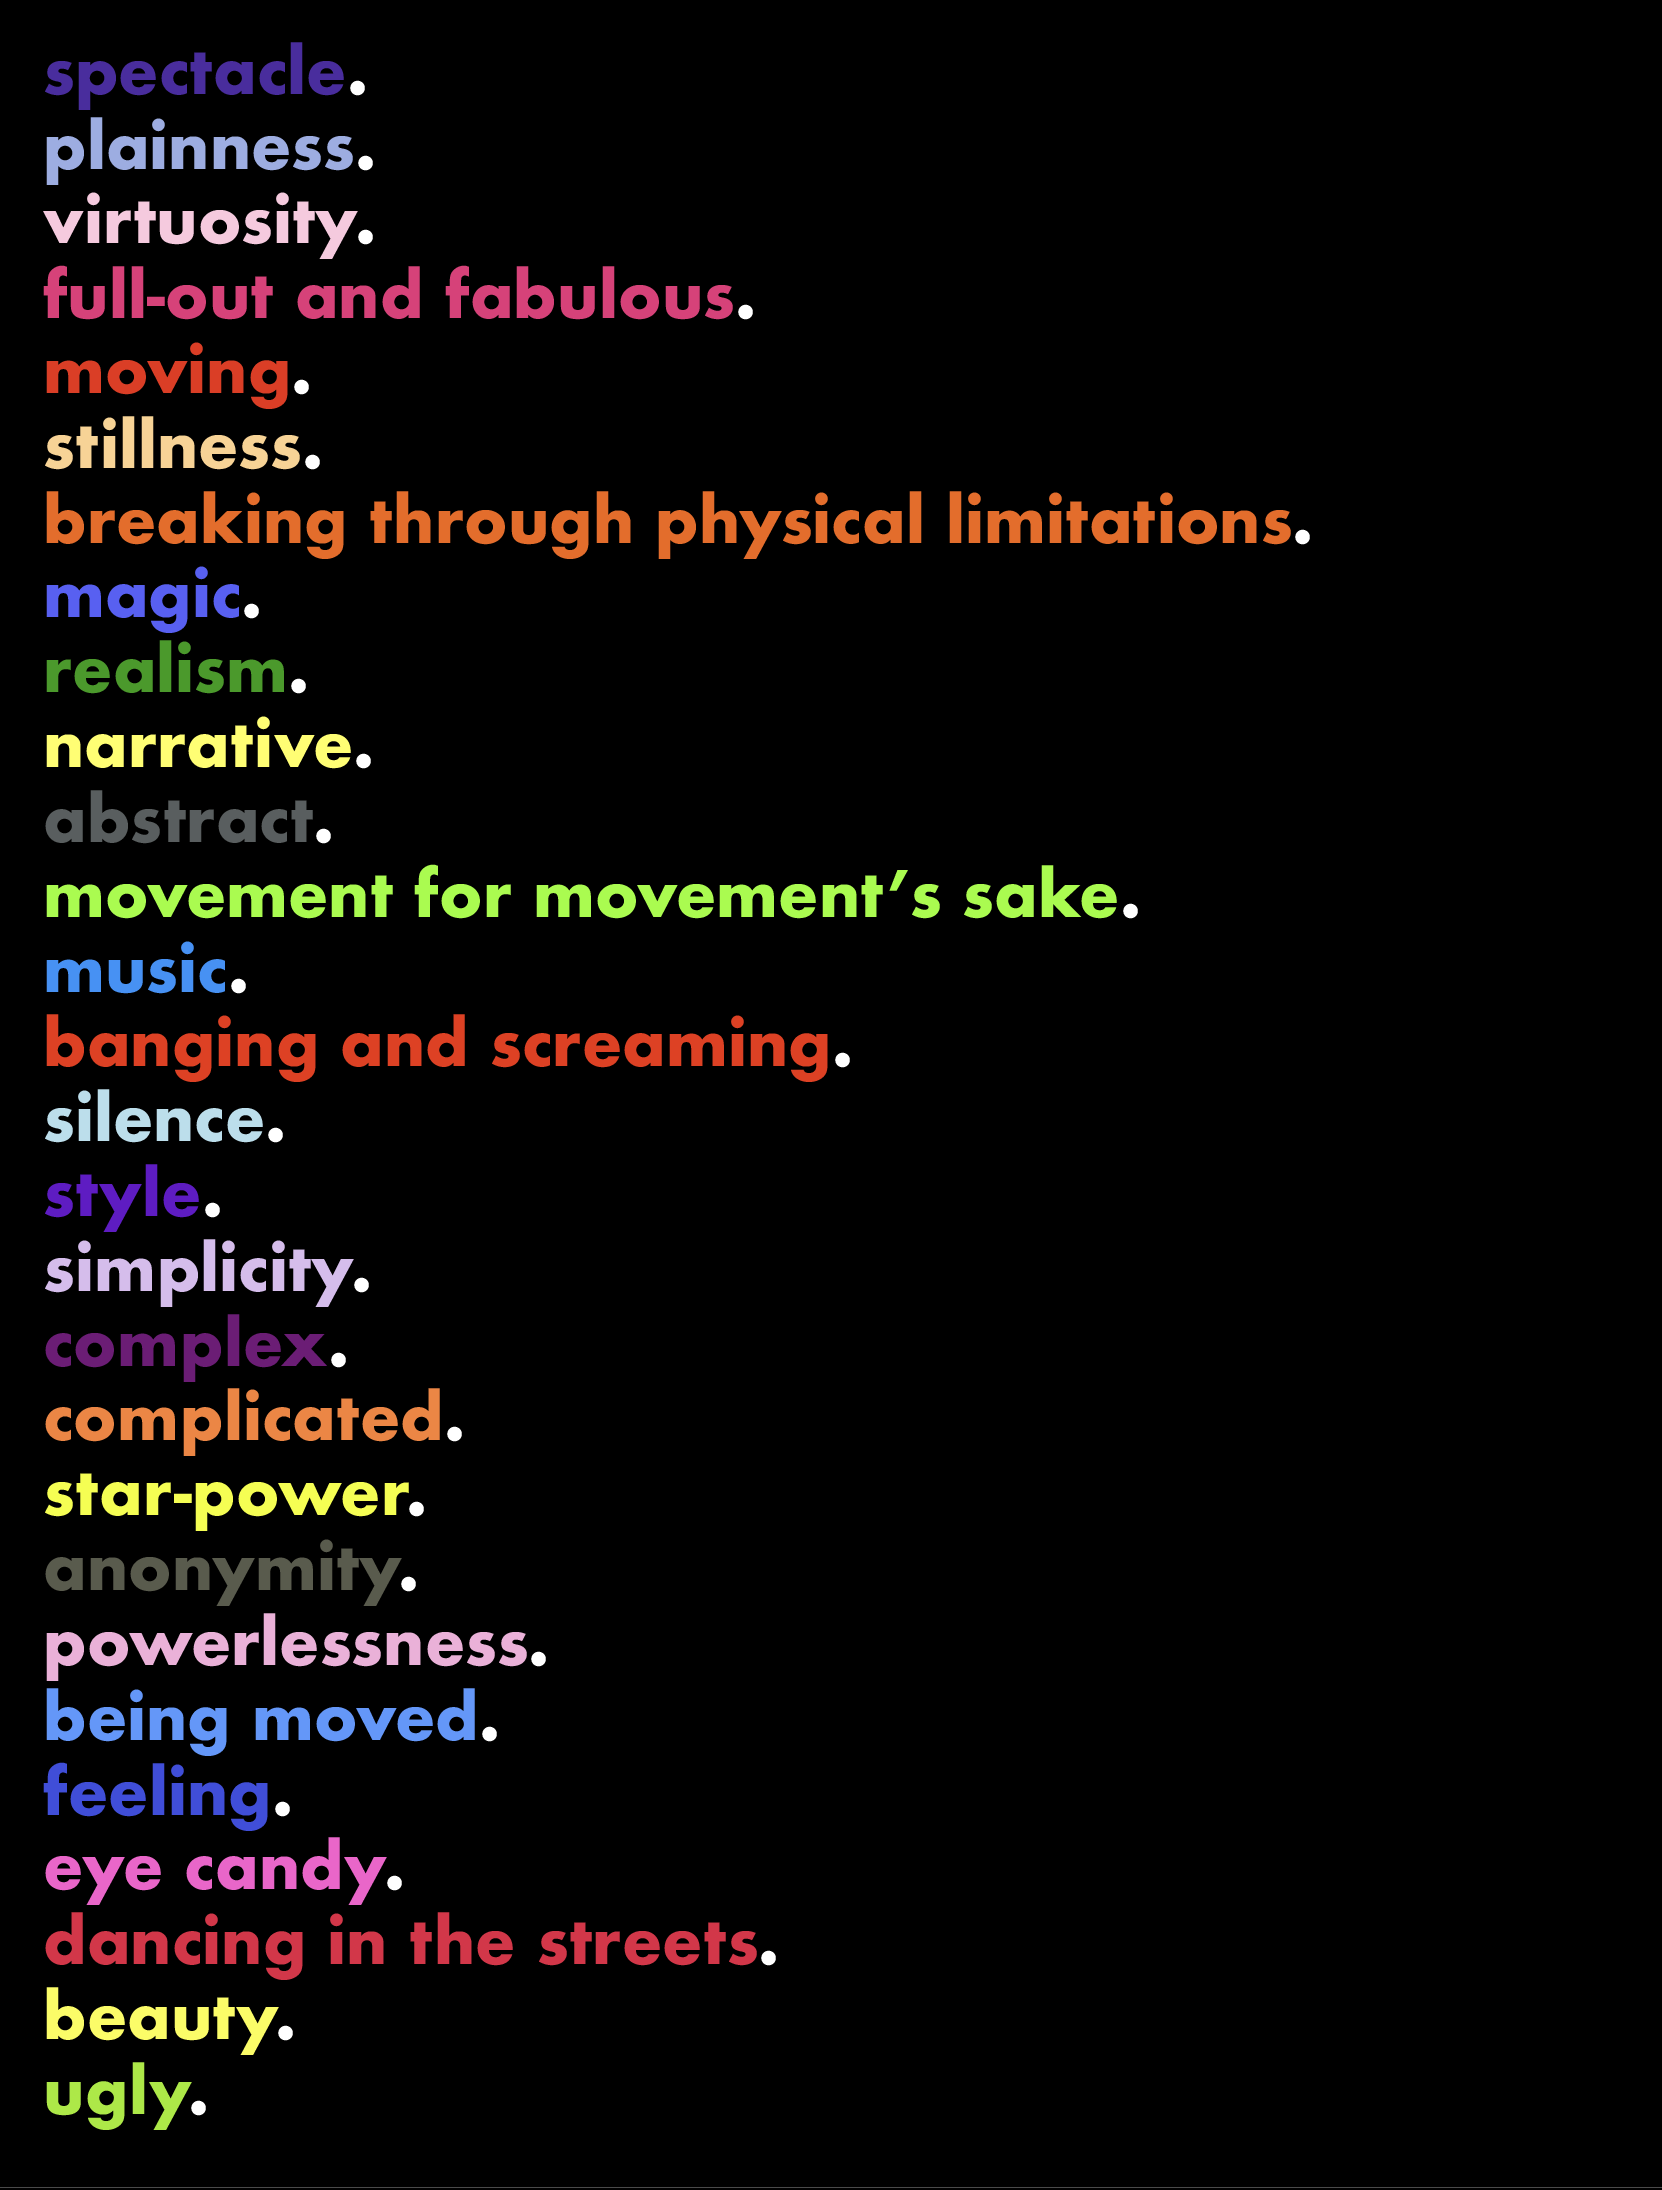 spectacle.
plainness.
virtuosity.
full-out and fabulous.
moving.
stillness.
breaking through physical limitations.
magic.
realism.
narrative.
abstract.
movement for movement’s sake.
music.
banging and screaming.
silence.
style.
simplicity.
complex.
complicated.
star-power.
anonymity.
powerlessness.
being moved.
feeling.
eye candy.
dancing in the streets.
beauty.
ugly.